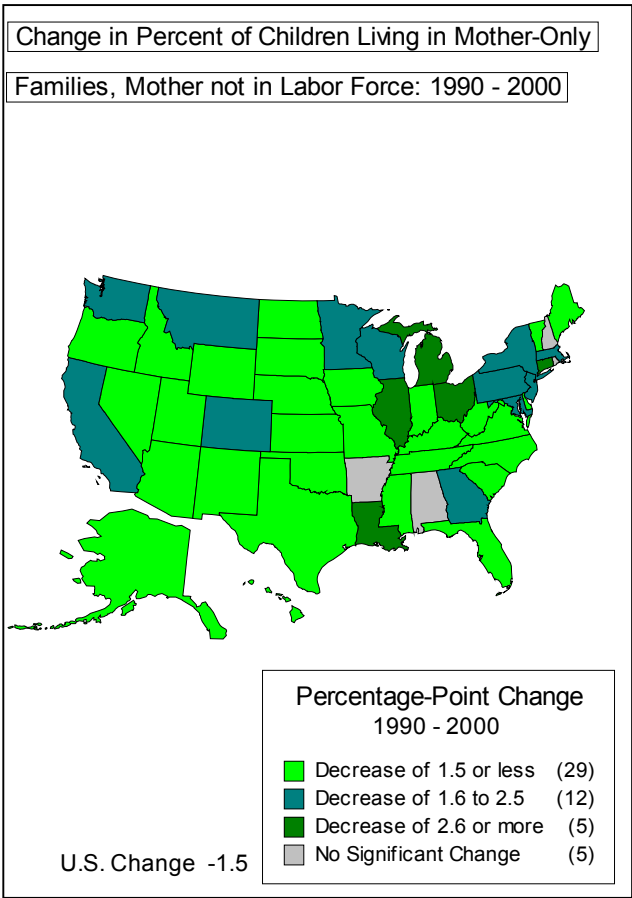 Change in Percent of Children Living in Mother-Only
Families, Mother not in Labor Force: 1990 - 2000
Percentage-Point Change
1990 - 2000
Decrease of 1.5 or less (29)
Decrease of 1.6 to 2.5 (12)
Decrease of 2.6 or more (5)
No Significant Change (5)
U.S. Change -1.5